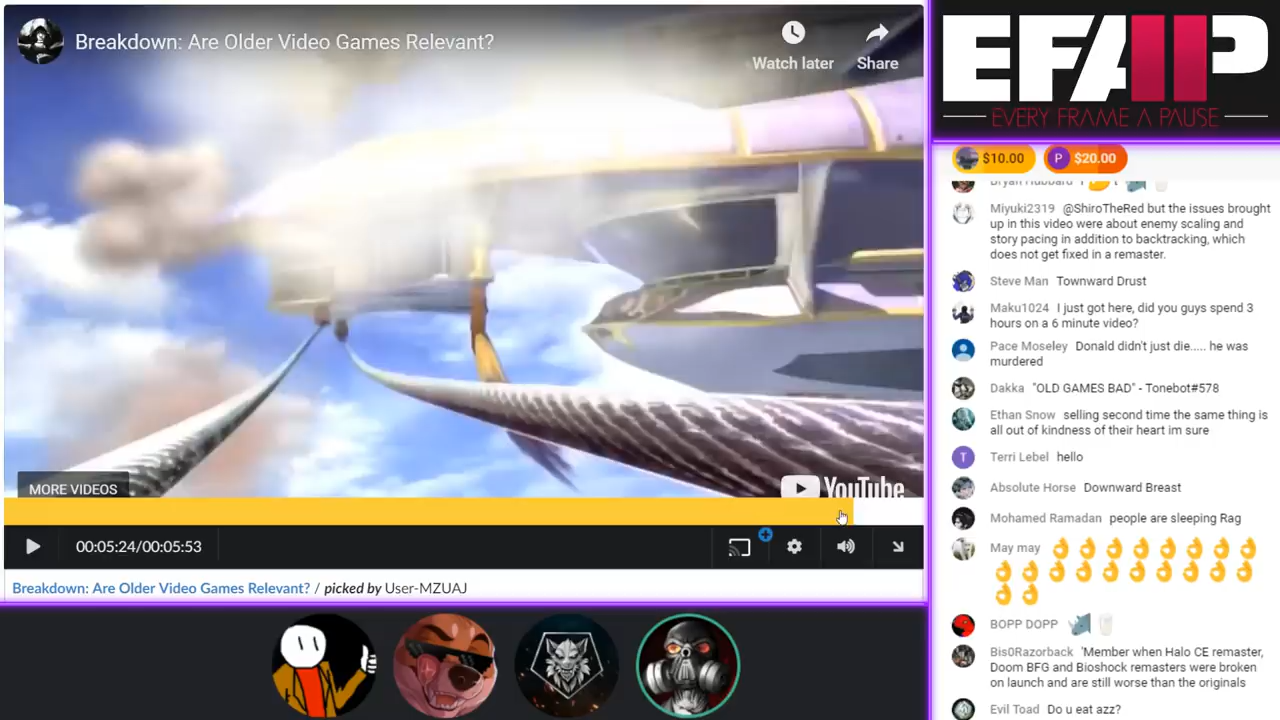 Breakdown: Are Older Video Games Relevant?
Watch later
Share
MORE VIDEOS
YouTube
00:05:24/00:05:53
Breakdown: Are Older Video Games Relevant? / picked by User-MZUAJ
EFAP
EVERY FRAME A PAUSE
$10.00
P $20.00
Bryan Hubbard
Miyuki2319 @ShiroTheRed but the issues brought
up in this video were about enemy scaling and
story pacing in addition to backtracking, which
does not get fixed in a remaster.
Steve Man Townward Drust
Maku1024 I just got here, did you guys spend 3
hours on a 6 minute video?
Pace Moseley Donald didn't just die..... he was
murdered
Dakka "OLD GAMES BAD" - Tonebot#578
Ethan Snow selling second time the same thing is
all out of kindness of their heart im sure
T Terri Lebel hello
Absolute Horse Downward Breast
Mohamed Ramadan people are sleeping Rag
May may 👌👌👌👌👌👌👌👌
👌👌👌👌👌👌👌👌👌👌
👌👌
BOPP DOPP 🦏🥛
Bis0Razorback 'Member when Halo CE remaster,
Doom BFG and Bioshock remasters were broken
on launch and are still worse than the originals
Evil Toad Do u eat azz?